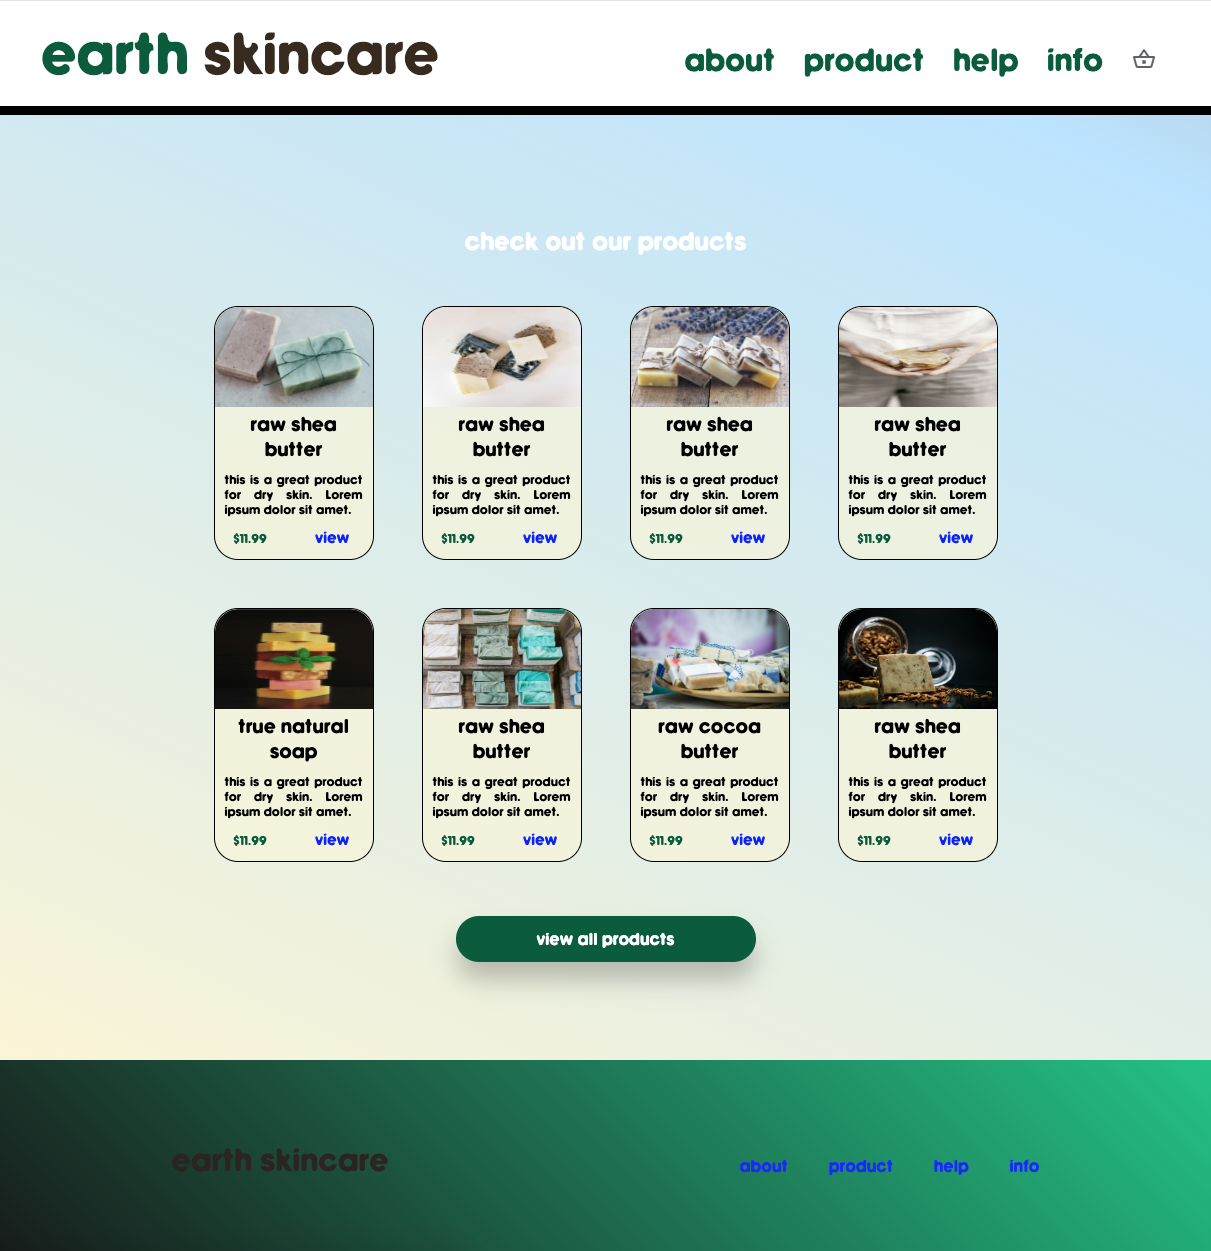 earth skincare
about product help info
check out our products
raw shea
butter
this is a great product
for dry skin. Lorem
ipsum dolor sit amet.
$11.99 view
raw shea
butter
this is a great product
for dry skin. Lorem
ipsum dolor sit amet.
$11.99 view
raw shea
butter
this is a great product
for dry skin. Lorem
ipsum dolor sit amet.
$11.99 view
raw shea
butter
this is a great product
for dry skin. Lorem
ipsum dolor sit amet.
$11.99 view
true natural
soap
this is a great product
for dry skin. Lorem
ipsum dolor sit amet.
$11.99 view
raw shea
butter
this is a great product
for dry skin. Lorem
ipsum dolor sit amet.
$11.99 view
raw cocoa
butter
this is a great product
for dry skin. Lorem
ipsum dolor sit amet.
$11.99 view
raw shea
butter
this is a great product
for dry skin. Lorem
ipsum dolor sit amet.
$11.99 view
view all products
earth skincare
about product help info